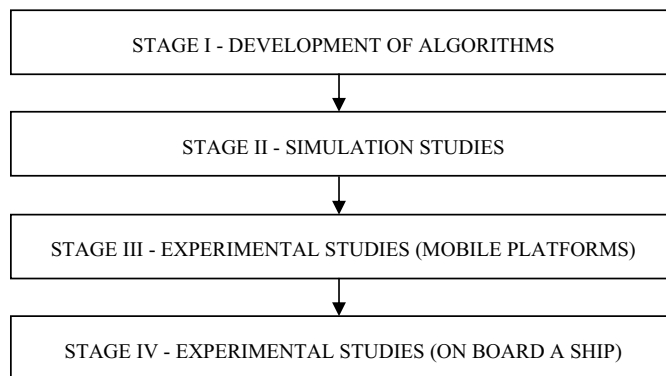 STAGE I - DEVELOPMENT OF ALGORITHMS
STAGE II - SIMULATION STUDIES
STAGE III - EXPERIMENTAL STUDIES (MOBILE PLATFORMS)
STAGE IV - EXPERIMENTAL STUDIES (ON BOARD A SHIP)